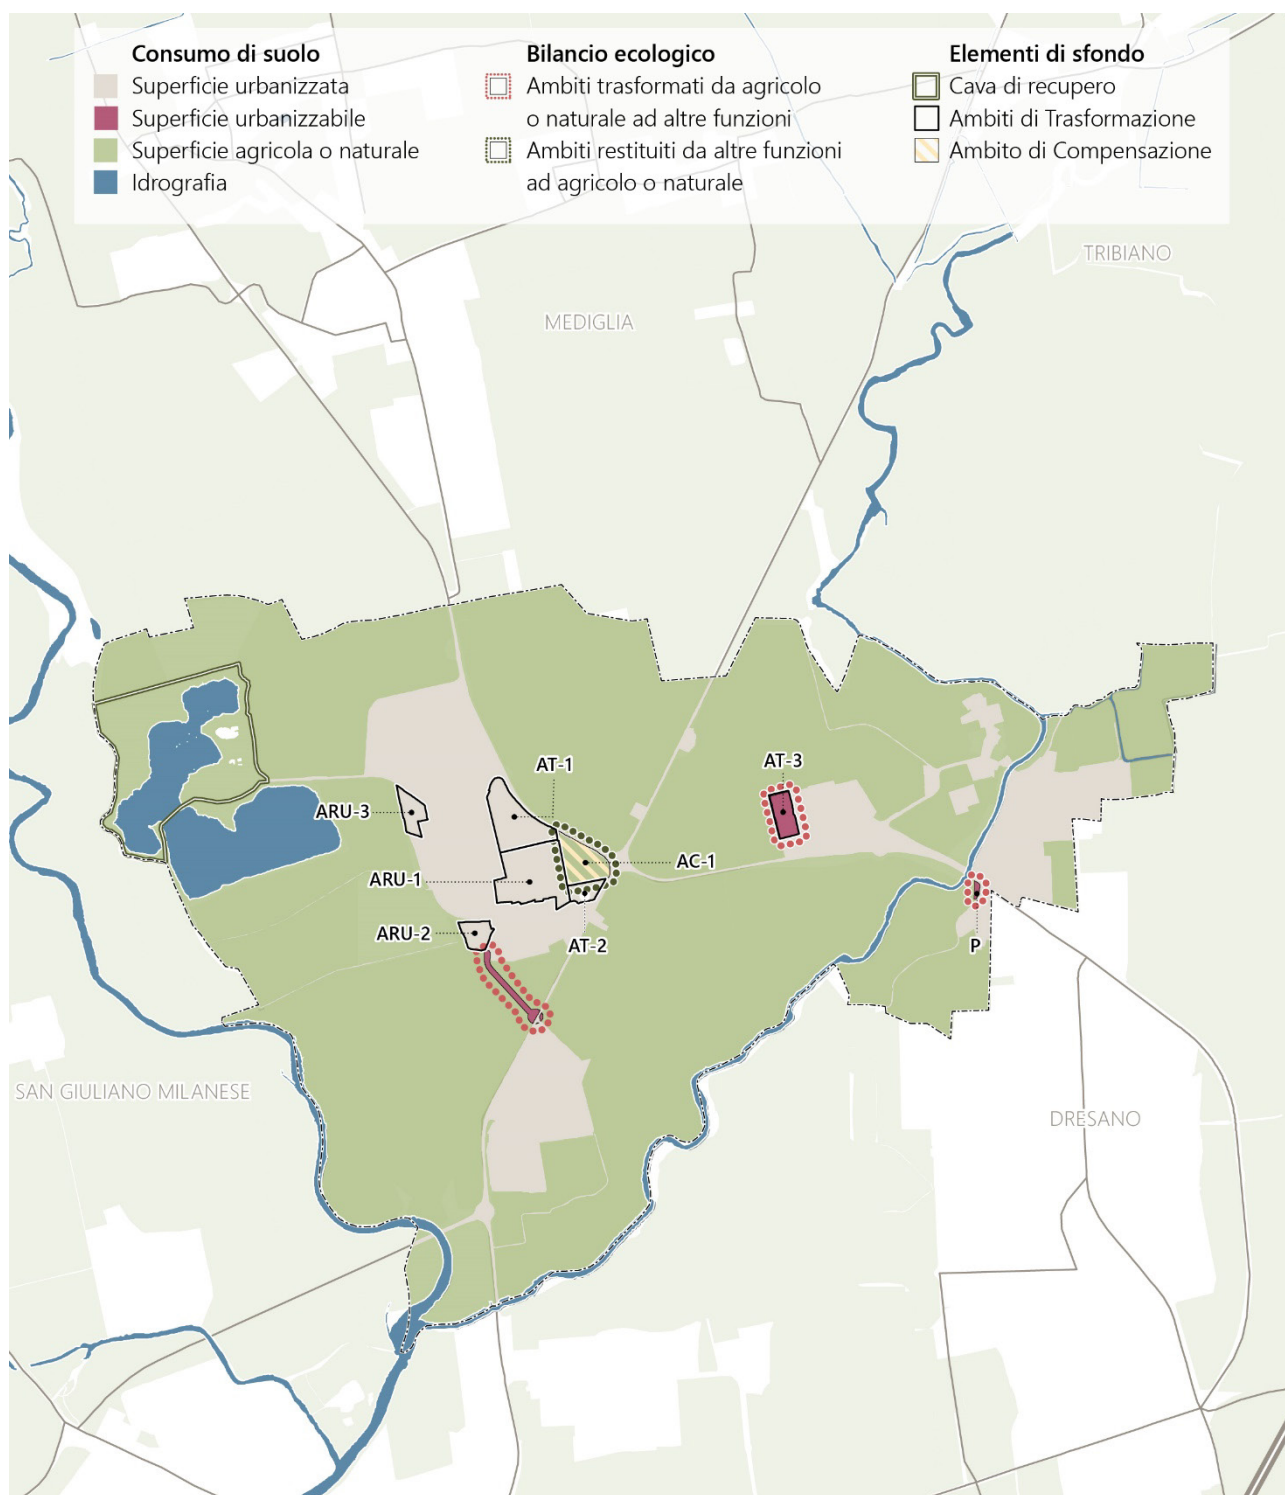 Consumo di suolo
Superficie urbanizzata
Superficie urbanizzabile
Superficie agricola o naturale
Idrografia
Bilancio ecologico
Ambiti trasformati da agricolo
o naturale ad altre funzioni
Ambiti restituiti da altre funzioni
ad agricolo o naturale
Elementi di sfondo
Cava di recupero
Ambiti di Trasformazione
Ambito di Compensazione
TRIBIANO
MEDIGLIA
AT-1
AT-3
ARU-3
AC-1
ARU-1
ARU-2
AT-2
P
SAN GIULIANO MILANESE
DRESANO